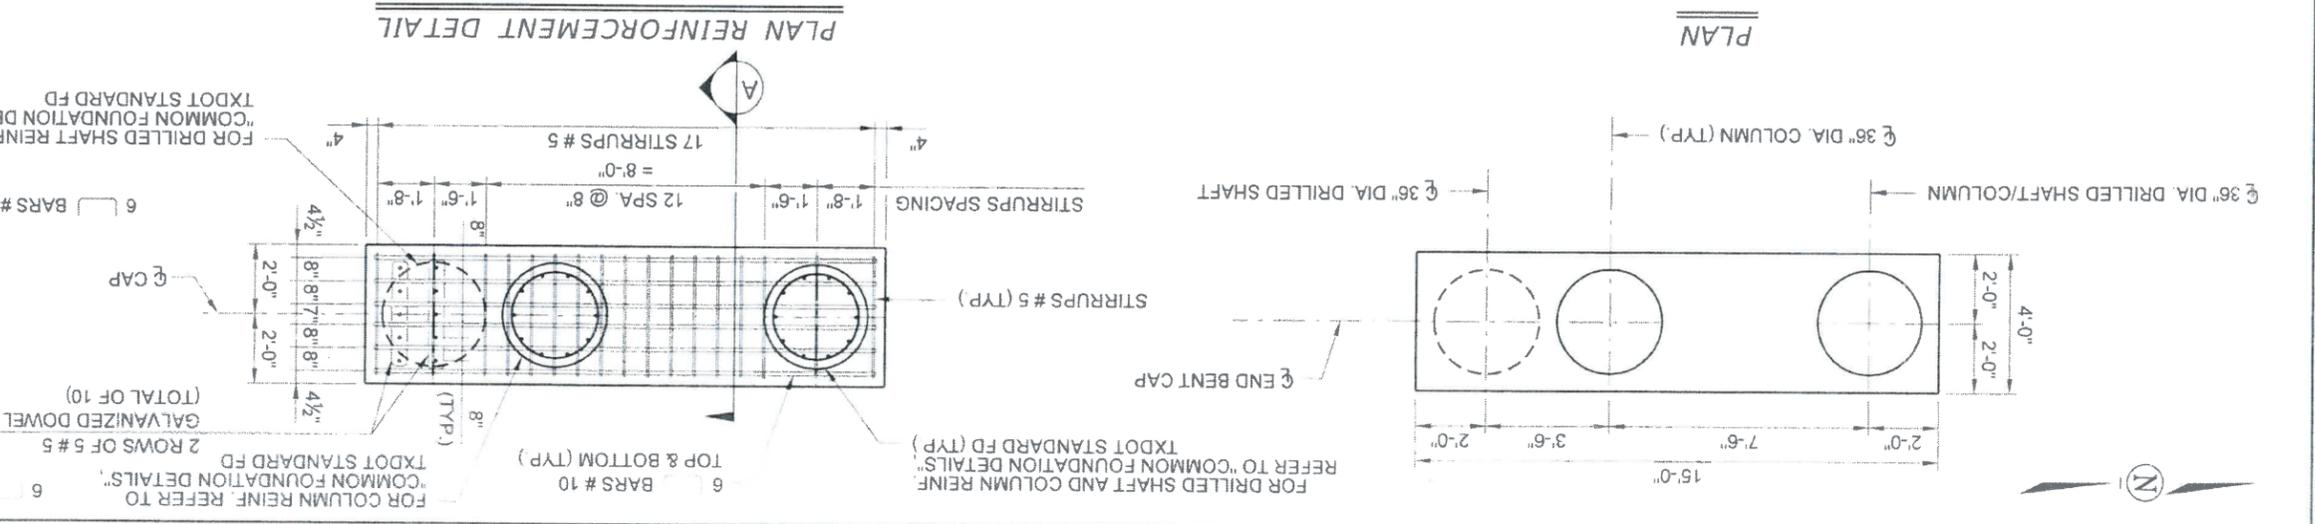 N
15'-0"
2'-0"
7'-6"
3'-6"
2'-0"
4'-0"
2'-0"
2'-0"
℄ END BENT CAP
℄ 36" DIA. DRILLED SHAFT/COLUMN
℄ 36" DIA. DRILLED SHAFT
℄ 36" DIA. COLUMN (TYP.)
PLAN
FOR DRILLED SHAFT AND COLUMN REINF.
REFER TO "COMMON FOUNDATION DETAILS",
TXDOT STANDARD FD (TYP.)
6 BARS # 10
TOP & BOTTOM (TYP.)
FOR COLUMN REINF. REFER TO
"COMMON FOUNDATION DETAILS",
TXDOT STANDARD FD
6
2 ROWS OF 5 # 5
GALVANIZED DOWEL
(TOTAL OF 10)
8"
(TYP.)
STIRRUPS # 5 (TYP.)
4½"
8"
8"
7"
8"
8"
4½"
2'-0"
2'-0"
℄ CAP
8"
STIRRUPS SPACING
1'-8"
1'-6"
12 SPA. @ 8"
= 8'-0"
1'-6"
1'-8"
6 BARS #
4"
17 STIRRUPS # 5
4"
FOR DRILLED SHAFT REINF
"COMMON FOUNDATION DE
TXDOT STANDARD FD
A
PLAN REINFORCEMENT DETAIL